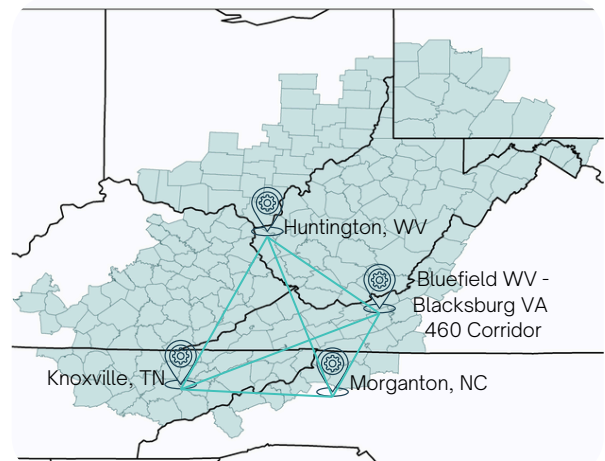 Huntington, WV
Bluefield WV -
Blacksburg VA
460 Corridor
Knoxville, TN
Morganton, NC